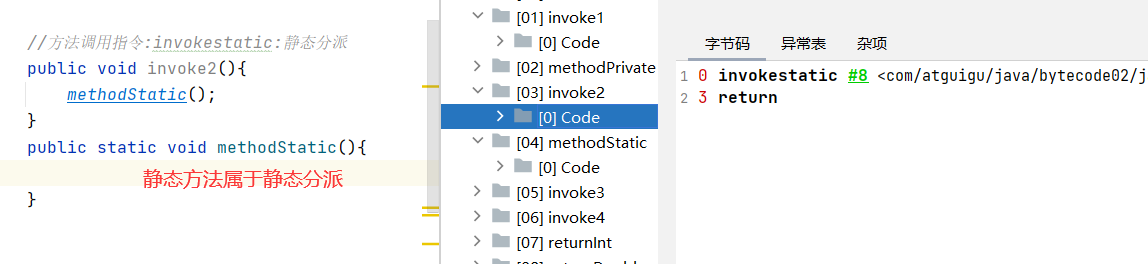 //方法调用指令:invokestatic:静态分派
public void invoke2(){
methodStatic();
}
public static void methodStatic(){
静态方法属于静态分派
}
[01] invoke1
[0] Code
[02] methodPrivate
[03] invoke2
[0] Code
[04] methodStatic
[0] Code
[05] invoke3
[06] invoke4
[07] returnInt
字节码 异常表 杂项
1 0 invokestatic #8 <com/atguigu/java/bytecode02/j
2 3 return